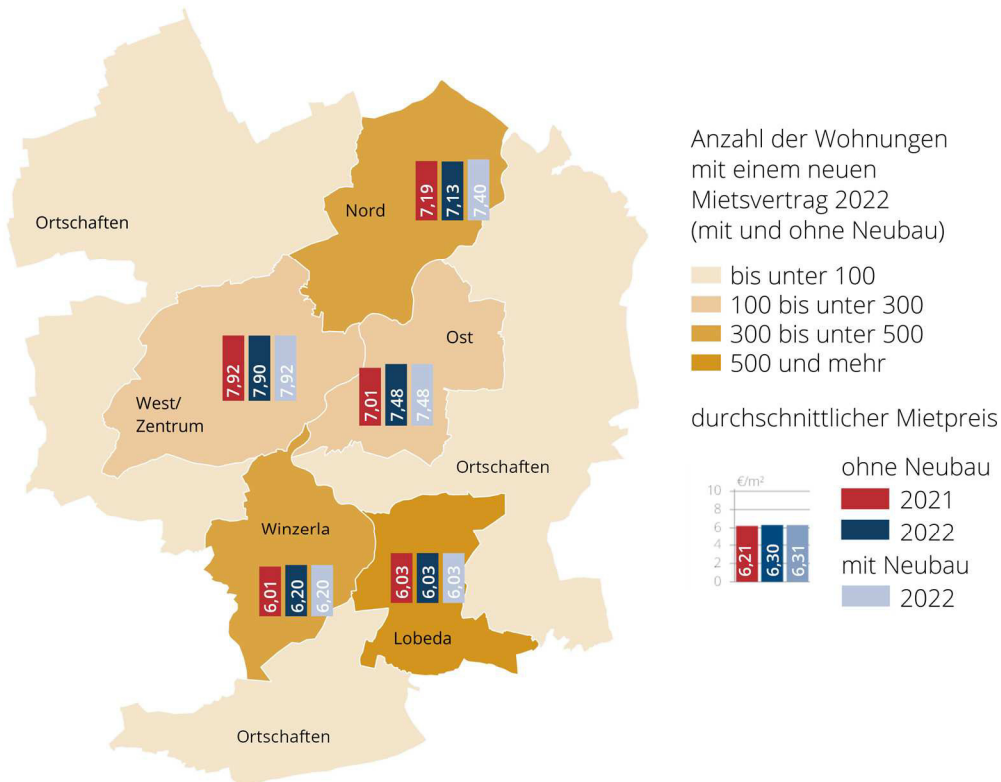 Ortschaften
Nord
7,19
7,13
7,40
West/
Zentrum
7,92
7,90
7,92
Ost
7,01
7,48
7,48
Ortschaften
Winzerla
6,01
6,20
6,20
6,03
6,03
6,03
Lobeda
Ortschaften
Anzahl der Wohnungen
mit einem neuen
Mietsvertrag 2022
(mit und ohne Neubau)
bis unter 100
100 bis unter 300
300 bis unter 500
500 und mehr
durchschnittlicher Mietpreis
€/m²
10
8
6
4
2
0
6,21
6,30
6,31
ohne Neubau
2021
2022
mit Neubau
2022